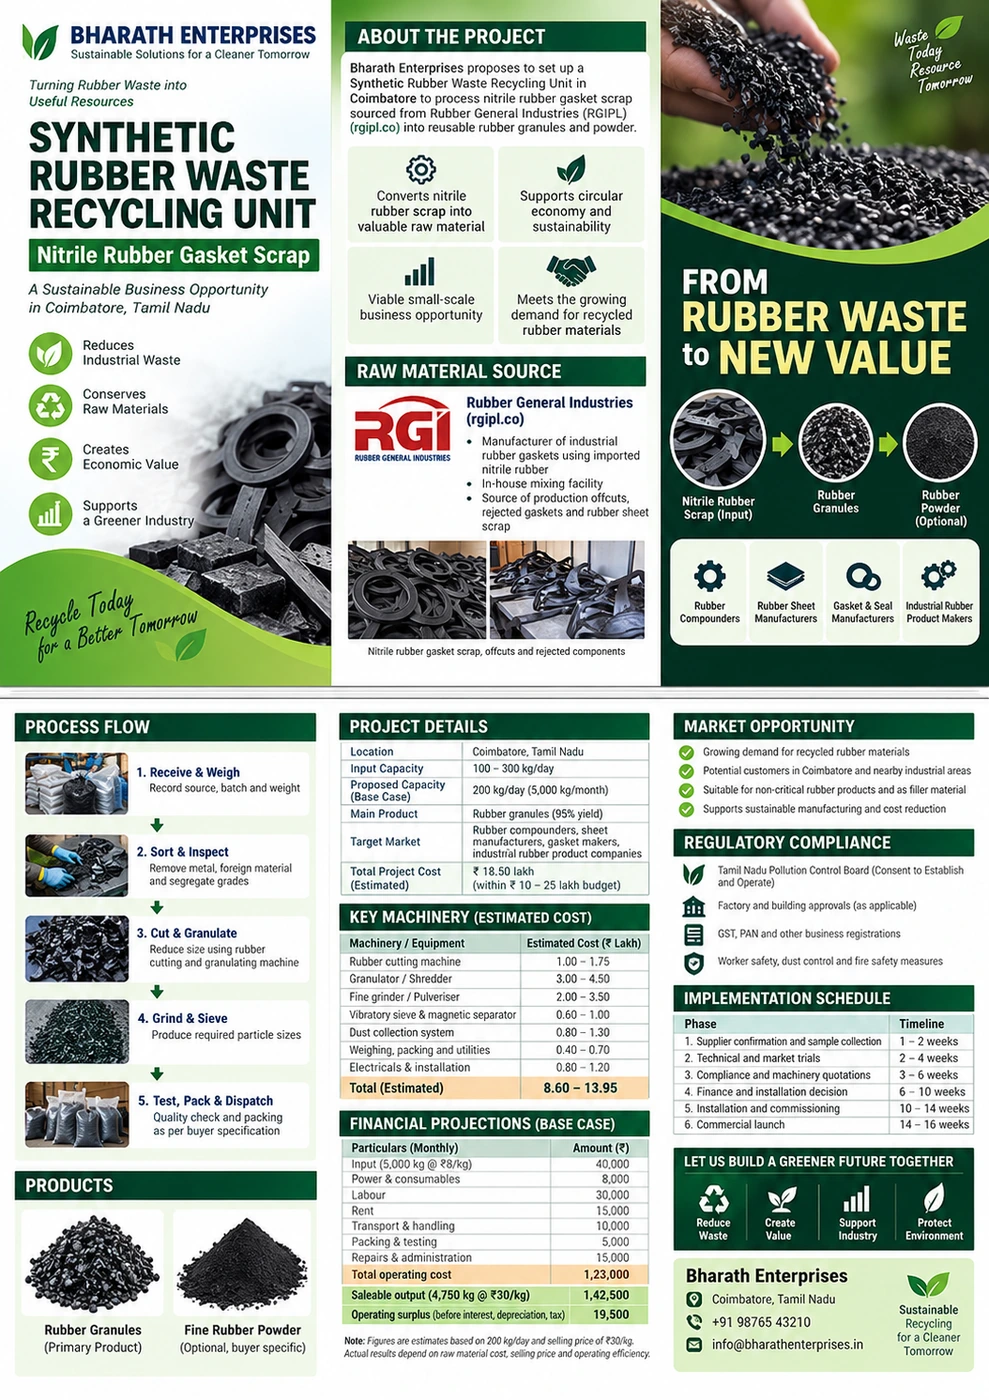 BHARATH ENTERPRISES
Sustainable Solutions for a Cleaner Tomorrow
Turning Rubber Waste into
Useful Resources
SYNTHETIC
RUBBER WASTE
RECYCLING UNIT
Nitrile Rubber Gasket Scrap
A Sustainable Business Opportunity
in Coimbatore, Tamil Nadu
Reduces
Industrial Waste
Conserves
Raw Materials
Creates
Economic Value
Supports
a Greener Industry
Recycle Today
for a Better Tomorrow
ABOUT THE PROJECT
Bharath Enterprises proposes to set up a
Synthetic Rubber Waste Recycling Unit in
Coimbatore to process nitrile rubber gasket scrap
sourced from Rubber General Industries (RGIPL)
(rgipl.co) into reusable rubber granules and powder.
Converts nitrile
rubber scrap into
valuable raw material
Supports circular
economy and
sustainability
Viable small-scale
business opportunity
Meets the growing
demand for recycled
rubber materials
RAW MATERIAL SOURCE
RGI
RUBBER GENERAL INDUSTRIES
Rubber General Industries
(rgipl.co)
• Manufacturer of industrial
rubber gaskets using imported
nitrile rubber
• In-house mixing facility
• Source of production offcuts,
rejected gaskets and rubber sheet
scrap
Nitrile rubber gasket scrap, offcuts and rejected components
Waste
Today
Resource
Tomorrow
FROM
RUBBER WASTE
to NEW VALUE
Nitrile Rubber
Scrap (Input)
Rubber
Granules
Rubber
Powder
(Optional)
Rubber
Compounders
Rubber Sheet
Manufacturers
Gasket & Seal
Manufacturers
Industrial Rubber
Product Makers
PROCESS FLOW
1. Receive & Weigh
Record source, batch and weight
2. Sort & Inspect
Remove metal, foreign material
and segregate grades
3. Cut & Granulate
Reduce size using rubber
cutting and granulating machine
4. Grind & Sieve
Produce required particle sizes
5. Test, Pack & Dispatch
Quality check and packing
as per buyer specification
PRODUCTS
Rubber Granules
(Primary Product)
Fine Rubber Powder
(Optional, buyer specific)
PROJECT DETAILS
Location Coimbatore, Tamil Nadu
Input Capacity 100 – 300 kg/day
Proposed Capacity
(Base Case) 200 kg/day (5,000 kg/month)
Main Product Rubber granules (95% yield)
Target Market Rubber compounders, sheet
manufacturers, gasket makers,
industrial rubber product companies
Total Project Cost
(Estimated) ₹ 18.50 lakh
(within ₹ 10 – 25 lakh budget)
KEY MACHINERY (ESTIMATED COST)
Machinery / Equipment Estimated Cost (₹ Lakh)
Rubber cutting machine 1.00 – 1.75
Granulator / Shredder 3.00 – 4.50
Fine grinder / Pulveriser 2.00 – 3.50
Vibratory sieve & magnetic separator 0.60 – 1.00
Dust collection system 0.80 – 1.30
Weighing, packing and utilities 0.40 – 0.70
Electricals & installation 0.80 – 1.20
Total (Estimated) 8.60 – 13.95
FINANCIAL PROJECTIONS (BASE CASE)
Particulars (Monthly) Amount (₹)
Input (5,000 kg @ ₹8/kg) 40,000
Power & consumables 8,000
Labour 30,000
Rent 15,000
Transport & handling 10,000
Packing & testing 5,000
Repairs & administration 15,000
Total operating cost 1,23,000
Saleable output (4,750 kg @ ₹30/kg) 1,42,500
Operating surplus (before interest, depreciation, tax) 19,500
Note: Figures are estimates based on 200 kg/day and selling price of ₹30/kg.
Actual results depend on raw material cost, selling price and operating efficiency.
MARKET OPPORTUNITY
Growing demand for recycled rubber materials
Potential customers in Coimbatore and nearby industrial areas
Suitable for non-critical rubber products and as filler material
Supports sustainable manufacturing and cost reduction
REGULATORY COMPLIANCE
Tamil Nadu Pollution Control Board (Consent to Establish
and Operate)
Factory and building approvals (as applicable)
GST, PAN and other business registrations
Worker safety, dust control and fire safety measures
IMPLEMENTATION SCHEDULE
Phase Timeline
1. Supplier confirmation and sample collection 1 – 2 weeks
2. Technical and market trials 2 – 4 weeks
3. Compliance and machinery quotations 3 – 6 weeks
4. Finance and installation decision 6 – 10 weeks
5. Installation and commissioning 10 – 14 weeks
6. Commercial launch 14 – 16 weeks
LET US BUILD A GREENER FUTURE TOGETHER
Reduce
Waste
Create
Value
Support
Industry
Protect
Environment
Bharath Enterprises
Coimbatore, Tamil Nadu
+91 98765 43210
info@bharathenterprises.in
Sustainable
Recycling
for a Cleaner
Tomorrow